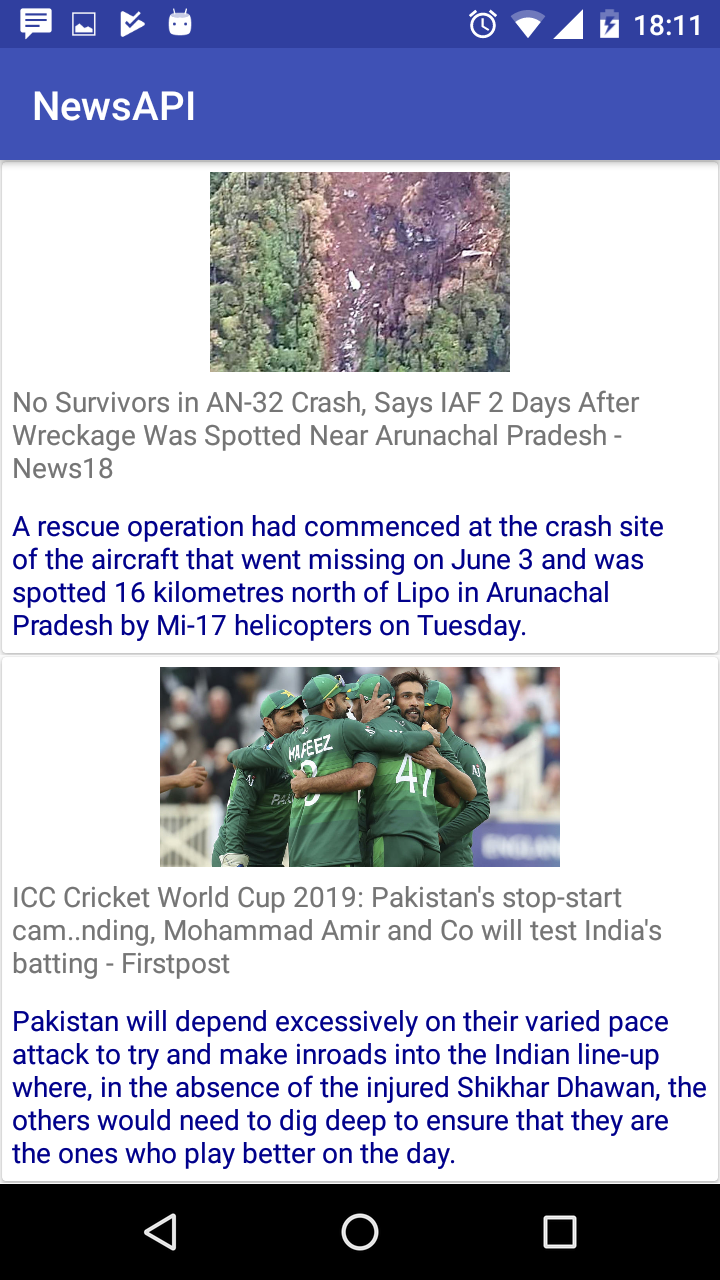 18:11
NewsAPI
No Survivors in AN-32 Crash, Says IAF 2 Days After
Wreckage Was Spotted Near Arunachal Pradesh -
News18
A rescue operation had commenced at the crash site
of the aircraft that went missing on June 3 and was
spotted 16 kilometres north of Lipo in Arunachal
Pradesh by Mi-17 helicopters on Tuesday.
HAFEEZ
8
47
ENGLAN
ICC Cricket World Cup 2019: Pakistan's stop-start
cam..nding, Mohammad Amir and Co will test India's
batting - Firstpost
Pakistan will depend excessively on their varied pace
attack to try and make inroads into the Indian line-up
where, in the absence of the injured Shikhar Dhawan, the
others would need to dig deep to ensure that they are
the ones who play better on the day.